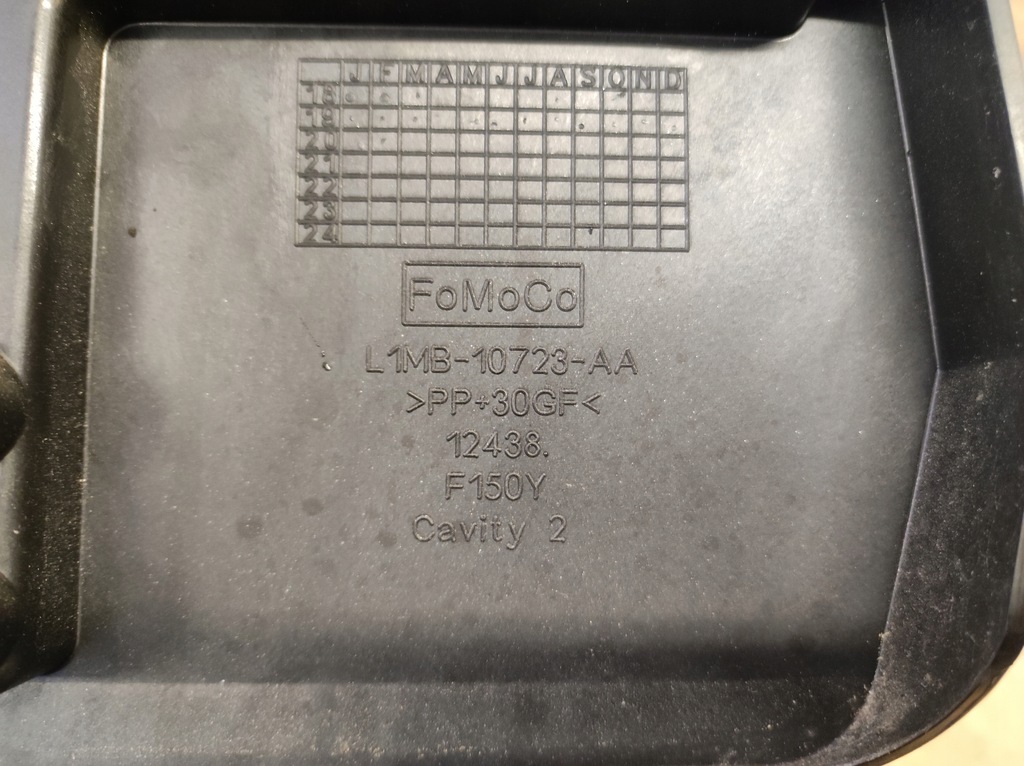 J F M A M J J A S O N D
18
19
20
21
22
23
24
FoMoCo
L1MB-10723-AA
>PP+30GF<
12438.
F150Y
Cavity 2